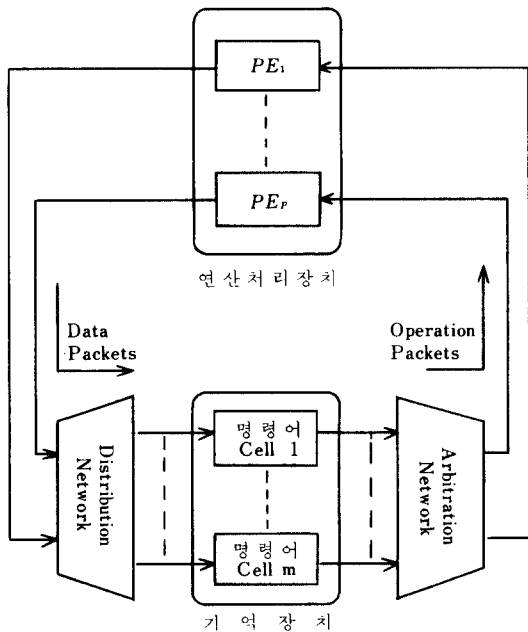 PE₁
PEₚ
연산처리장치
Data
Packets
Operation
Packets
Distribution
Network
명령어
Cell 1
명령어
Cell m
Arbitration
Network
기억장치